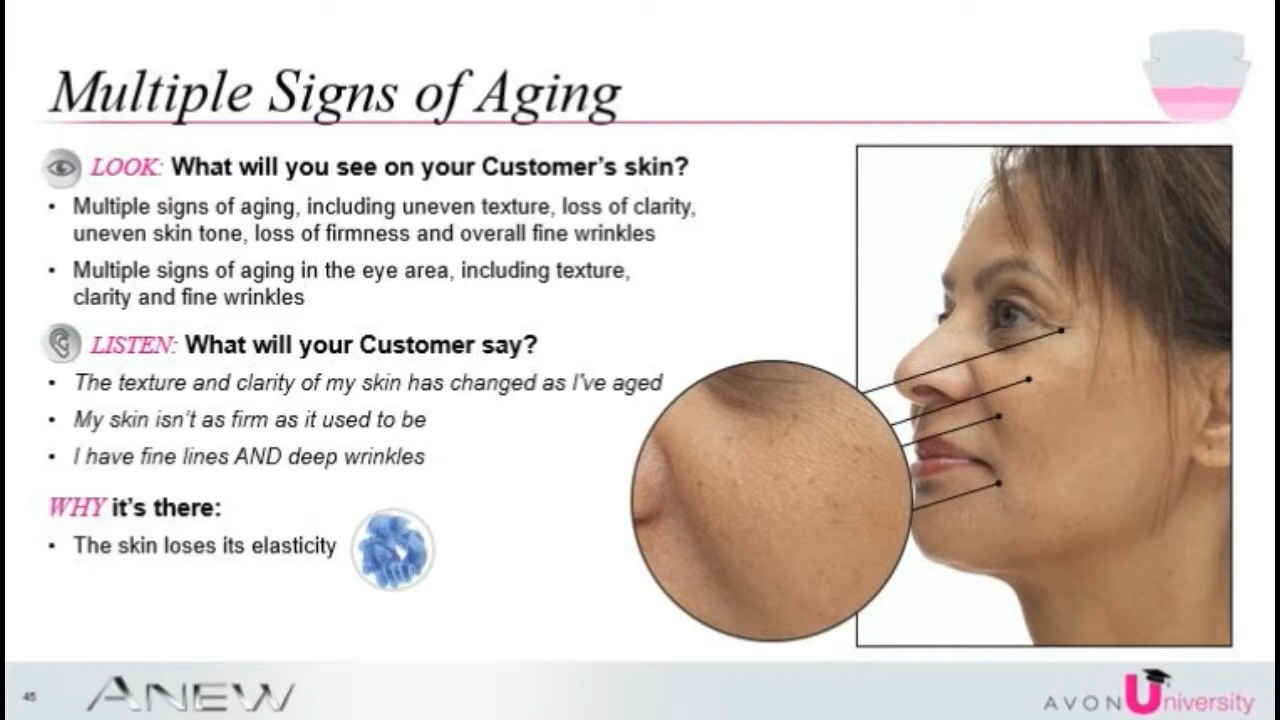 Multiple Signs of Aging
LOOK: What will you see on your Customer's skin?
• Multiple signs of aging, including uneven texture, loss of clarity,
uneven skin tone, loss of firmness and overall fine wrinkles
• Multiple signs of aging in the eye area, including texture,
clarity and fine wrinkles
LISTEN: What will your Customer say?
• The texture and clarity of my skin has changed as I've aged
• My skin isn't as firm as it used to be
• I have fine lines AND deep wrinkles
WHY it's there:
• The skin loses its elasticity
45
ANEW
AVON University